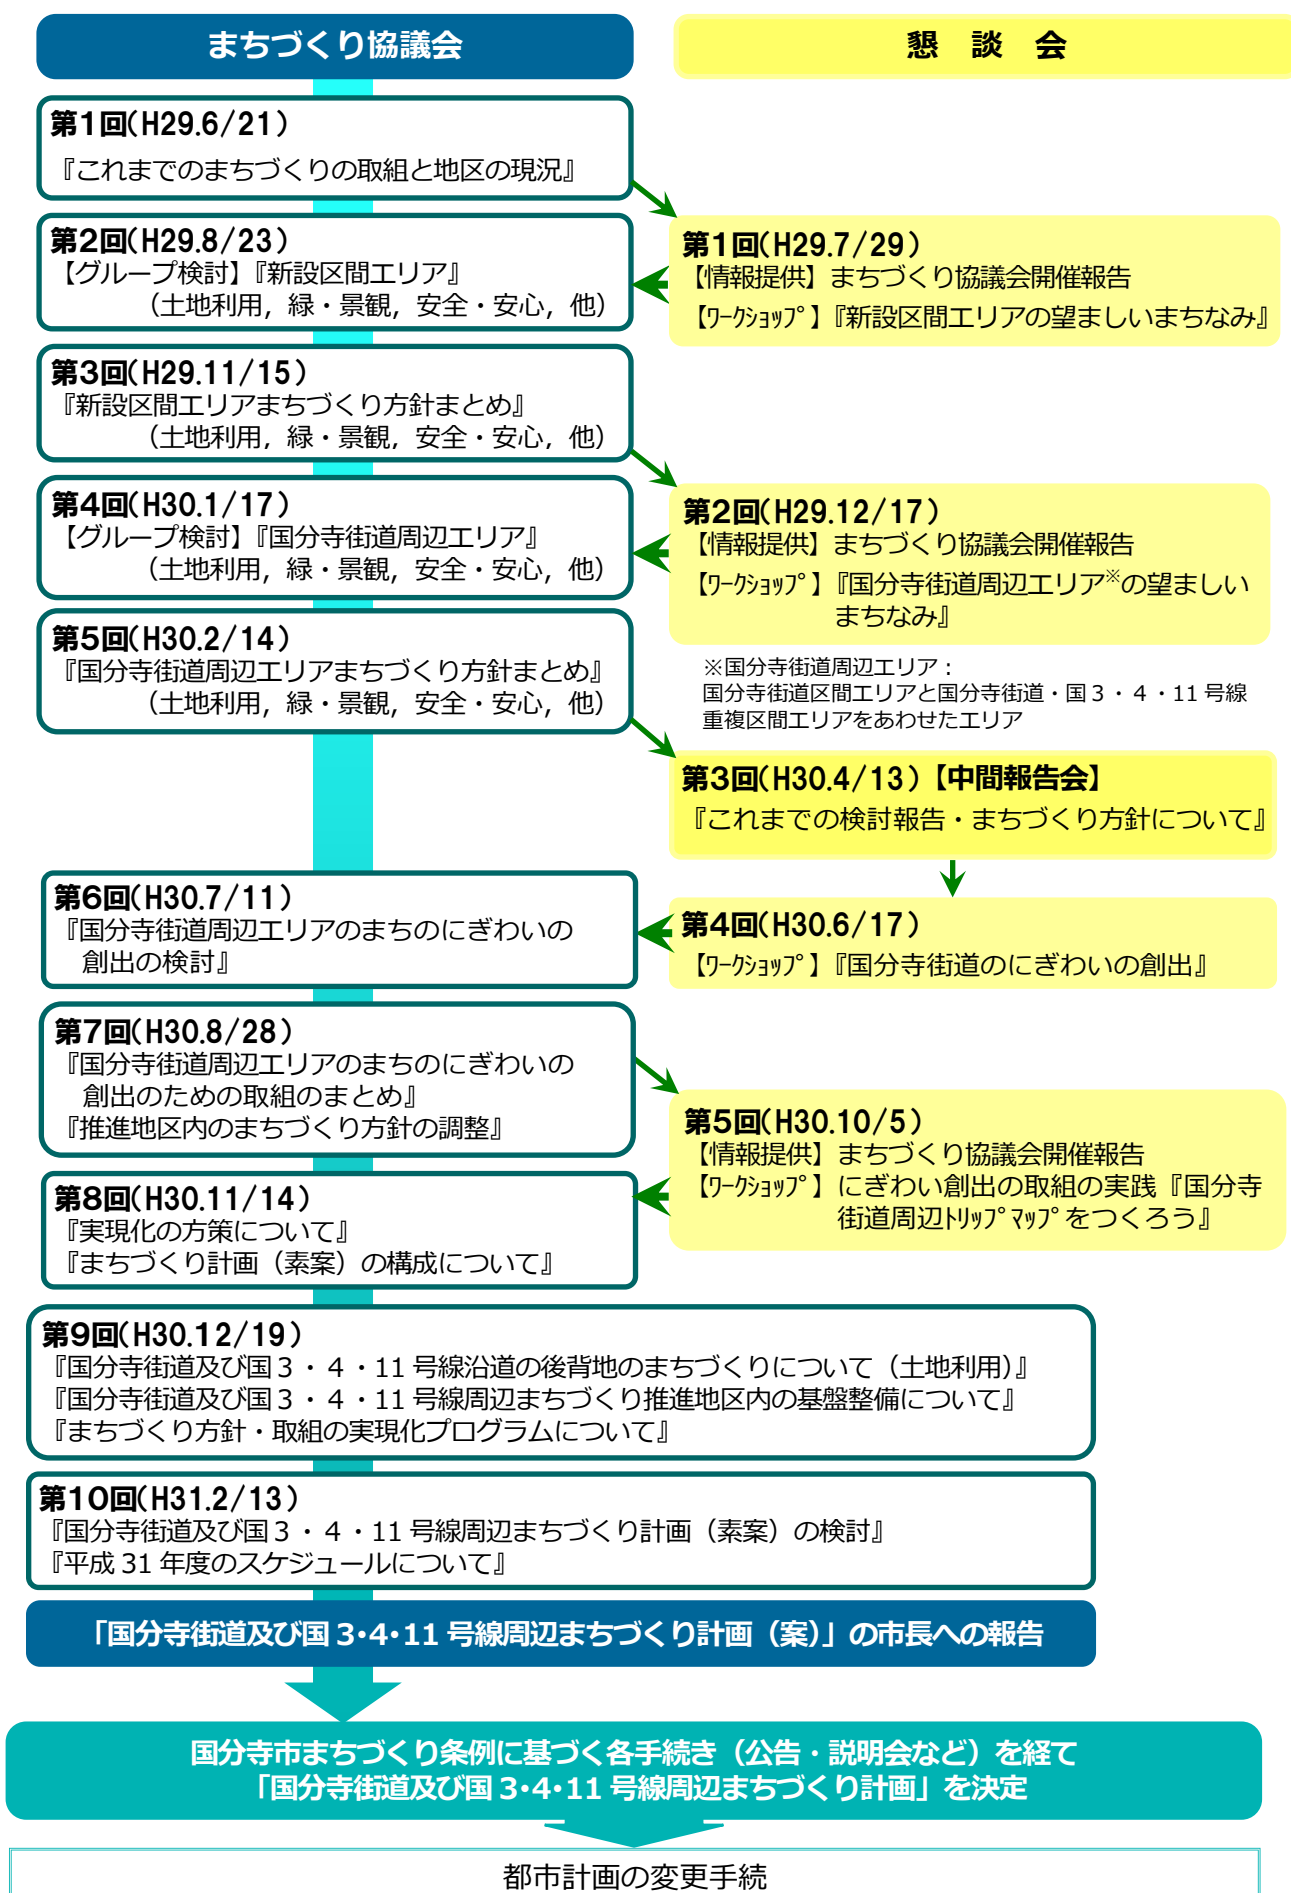 まちづくり協議会
懇 談 会
第1回(H29.6/21)
『これまでのまちづくりの取組と地区の現況』
第2回(H29.8/23)
【グループ検討】『新設区間エリア』
（土地利用，緑・景観，安全・安心，他）
第1回(H29.7/29)
【情報提供】まちづくり協議会開催報告
【ﾜｰｸｼｮｯﾌﾟ】『新設区間エリアの望ましいまちなみ』
第3回(H29.11/15)
『新設区間エリアまちづくり方針まとめ』
（土地利用，緑・景観，安全・安心，他）
第4回(H30.1/17)
【グループ検討】『国分寺街道周辺エリア』
（土地利用，緑・景観，安全・安心，他）
第2回(H29.12/17)
【情報提供】まちづくり協議会開催報告
【ﾜｰｸｼｮｯﾌﾟ】『国分寺街道周辺エリア※の望ましい
まちなみ』
第5回(H30.2/14)
『国分寺街道周辺エリアまちづくり方針まとめ』
（土地利用，緑・景観，安全・安心，他）
※国分寺街道周辺エリア：
国分寺街道区間エリアと国分寺街道・国３・４・11 号線
重複区間エリアをあわせたエリア
第3回(H30.4/13)【中間報告会】
『これまでの検討報告・まちづくり方針について』
第6回(H30.7/11)
『国分寺街道周辺エリアのまちのにぎわいの
創出の検討』
第4回(H30.6/17)
【ﾜｰｸｼｮｯﾌﾟ】『国分寺街道のにぎわいの創出』
第7回(H30.8/28)
『国分寺街道周辺エリアのまちのにぎわいの
創出のための取組のまとめ』
『推進地区内のまちづくり方針の調整』
第5回(H30.10/5)
【情報提供】まちづくり協議会開催報告
【ﾜｰｸｼｮｯﾌﾟ】にぎわい創出の取組の実践『国分寺
街道周辺ﾄﾘｯﾌﾟﾏｯﾌﾟをつくろう』
第8回(H30.11/14)
『実現化の方策について』
『まちづくり計画（素案）の構成について』
第9回(H30.12/19)
『国分寺街道及び国３・４・11 号線沿道の後背地のまちづくりについて（土地利用）』
『国分寺街道及び国３・４・11 号線周辺まちづくり推進地区内の基盤整備について』
『まちづくり方針・取組の実現化プログラムについて』
第10回(H31.2/13)
『国分寺街道及び国３・４・11 号線周辺まちづくり計画（素案）の検討』
『平成 31 年度のスケジュールについて』
「国分寺街道及び国 3･4･11 号線周辺まちづくり計画（案）」の市長への報告
国分寺市まちづくり条例に基づく各手続き（公告・説明会など）を経て
「国分寺街道及び国 3･4･11 号線周辺まちづくり計画」を決定
都市計画の変更手続